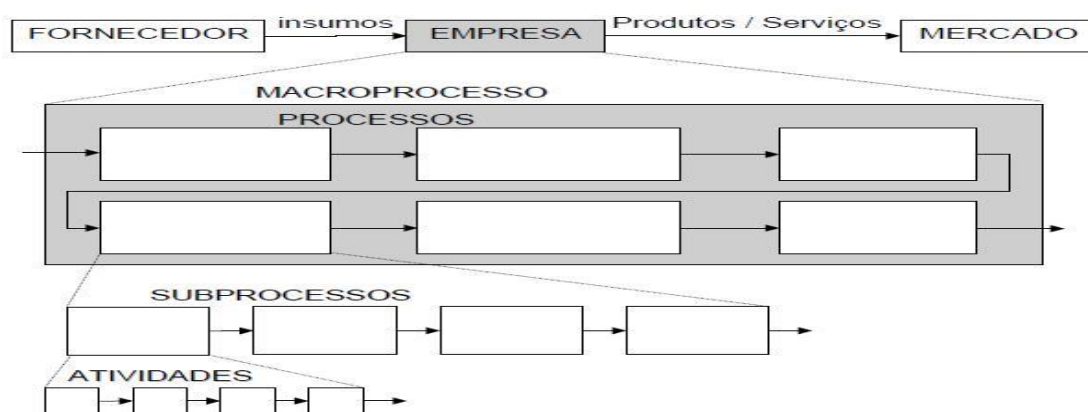 insumos Produtos / Serviços
FORNECEDOR EMPRESA MERCADO
MACROPROCESSO
PROCESSOS
SUBPROCESSOS
ATIVIDADES